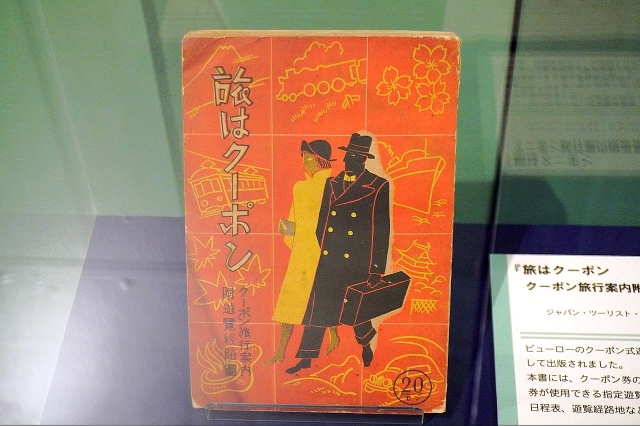 旅はクーポン
クーポン旅行案内
附遊覧経路図
20
『旅はクーポン
クーポン旅行案内附
ジャパン・ツーリスト・
ビューローのクーポン式
して出版されました。
本書には、クーポン券の
券が使用できる指定遊覧
日程表、遊覧経路地な